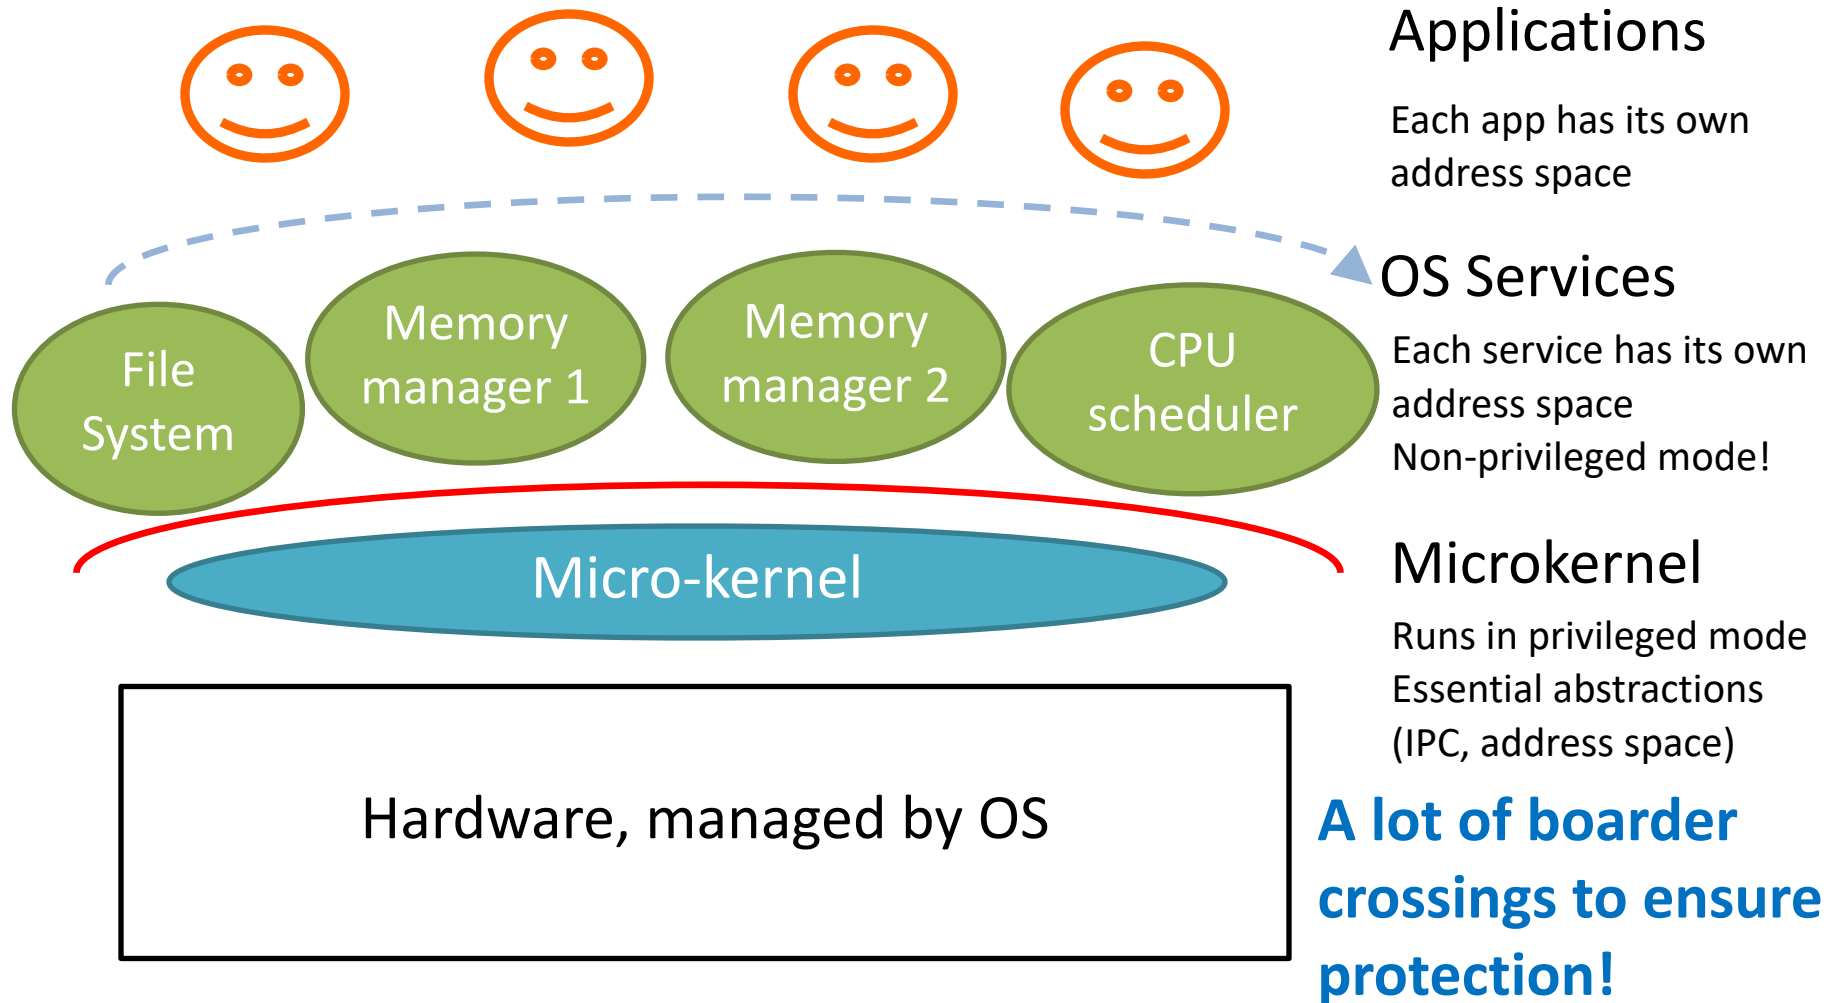 Applications
Each app has its own
address space
OS Services
Each service has its own
address space
Non-privileged mode!
File
System
Memory
manager 1
Memory
manager 2
CPU
scheduler
Micro-kernel
Microkernel
Runs in privileged mode
Essential abstractions
(IPC, address space)
Hardware, managed by OS
A lot of boarder
crossings to ensure
protection!